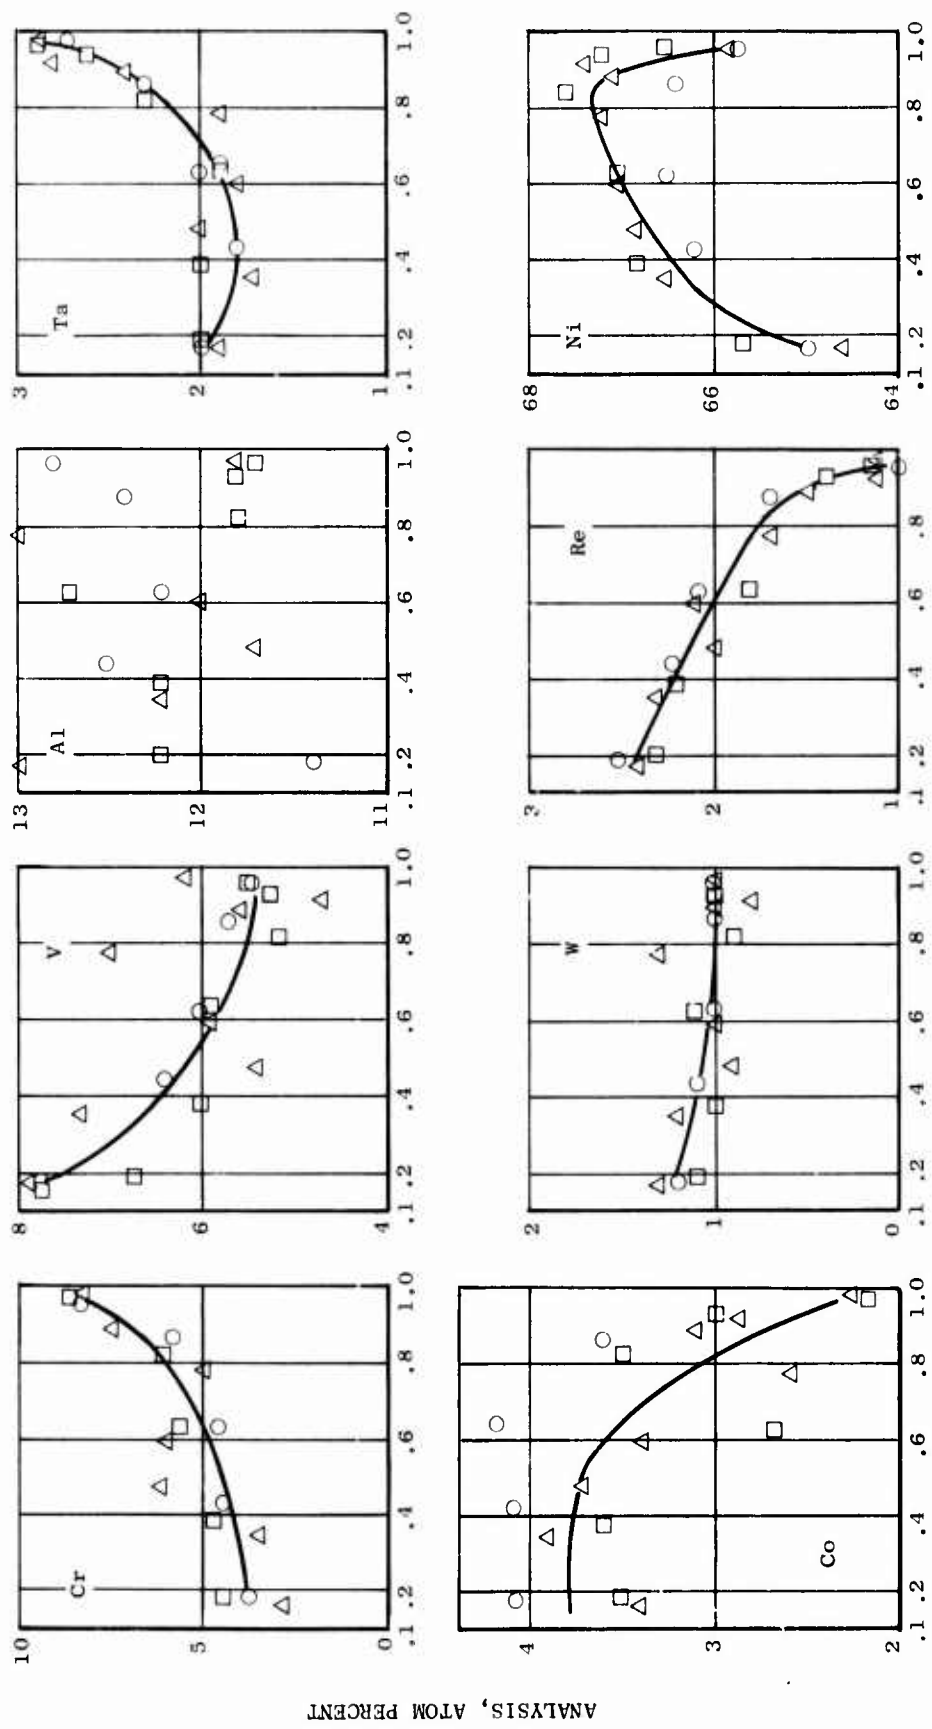 ANALYSIS, ATOM PERCENT
10
5
0
Cr
.1 .2 .4 .6 .8 1.0
8
6
4
V
.1 .2 .4 .6 .8 1.0
13
12
11
Al
.1 .2 .4 .6 .8 1.0
3
2
1
Ta
.1 .2 .4 .6 .8 1.0
4
3
2
Co
.1 .2 .4 .6 .8 1.0
2
1
0
W
.1 .2 .4 .6 .8 1.0
3
2
1
Re
.1 .2 .4 .6 .8
68
66
64
Ni
.1 .2 .4 .6 .8 1.0